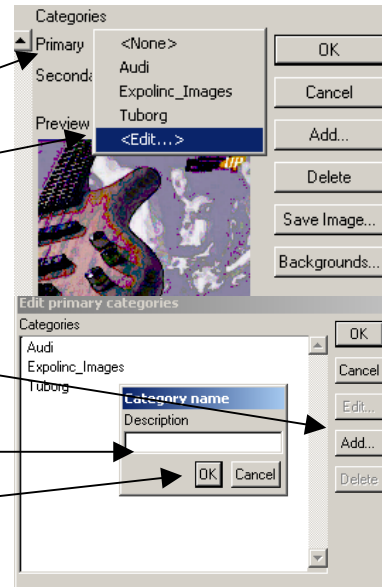 Categories
Primary
<None>
OK
Audi
Seconda
Expolinc_Images
Cancel
Tuborg
Preview
<Edit...>
Add...
UP
Delete
Save Image...
Backgrounds...
Edit primary categories
Categories
OK
Audi
Expolinc_Images
Cancel
Tuborg
Category name
Edit...
Description
Add...
OK Cancel
Delete